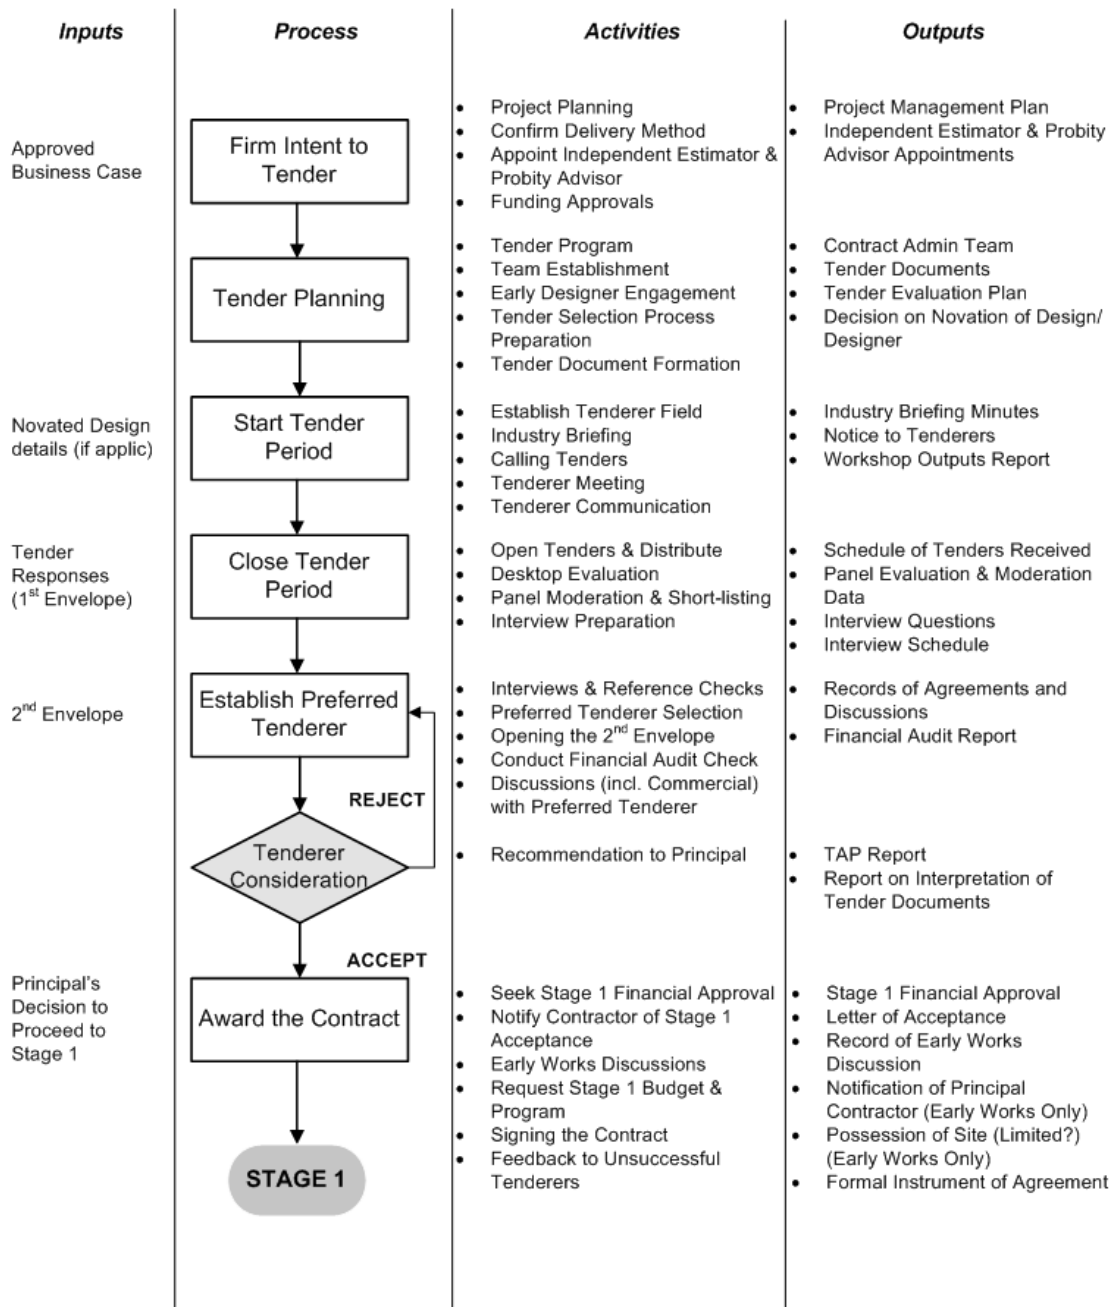 Inputs
Process
Activities
Outputs
Approved
Business Case
Firm Intent to
Tender
• Project Planning
• Confirm Delivery Method
• Appoint Independent Estimator &
Probity Advisor
• Funding Approvals
• Project Management Plan
• Independent Estimator & Probity
Advisor Appointments
Tender Planning
• Tender Program
• Team Establishment
• Early Designer Engagement
• Tender Selection Process
Preparation
• Tender Document Formation
• Contract Admin Team
• Tender Documents
• Tender Evaluation Plan
• Decision on Novation of Design/
Designer
Novated Design
details (if applic)
Start Tender
Period
• Establish Tenderer Field
• Industry Briefing
• Calling Tenders
• Tenderer Meeting
• Tenderer Communication
• Industry Briefing Minutes
• Notice to Tenderers
• Workshop Outputs Report
Tender
Responses
(1st Envelope)
Close Tender
Period
• Open Tenders & Distribute
• Desktop Evaluation
• Panel Moderation & Short-listing
• Interview Preparation
• Schedule of Tenders Received
• Panel Evaluation & Moderation
Data
• Interview Questions
• Interview Schedule
2nd Envelope
Establish Preferred
Tenderer
• Interviews & Reference Checks
• Preferred Tenderer Selection
• Opening the 2nd Envelope
• Conduct Financial Audit Check
• Discussions (incl. Commercial)
with Preferred Tenderer
• Records of Agreements and
Discussions
• Financial Audit Report
REJECT
Tenderer
Consideration
• Recommendation to Principal
• TAP Report
• Report on Interpretation of
Tender Documents
ACCEPT
Principal's
Decision to
Proceed to
Stage 1
Award the Contract
• Seek Stage 1 Financial Approval
• Notify Contractor of Stage 1
Acceptance
• Early Works Discussions
• Request Stage 1 Budget &
Program
• Signing the Contract
• Feedback to Unsuccessful
Tenderers
• Stage 1 Financial Approval
• Letter of Acceptance
• Record of Early Works
Discussion
• Notification of Principal
Contractor (Early Works Only)
• Possession of Site (Limited?)
(Early Works Only)
• Formal Instrument of Agreement
STAGE 1